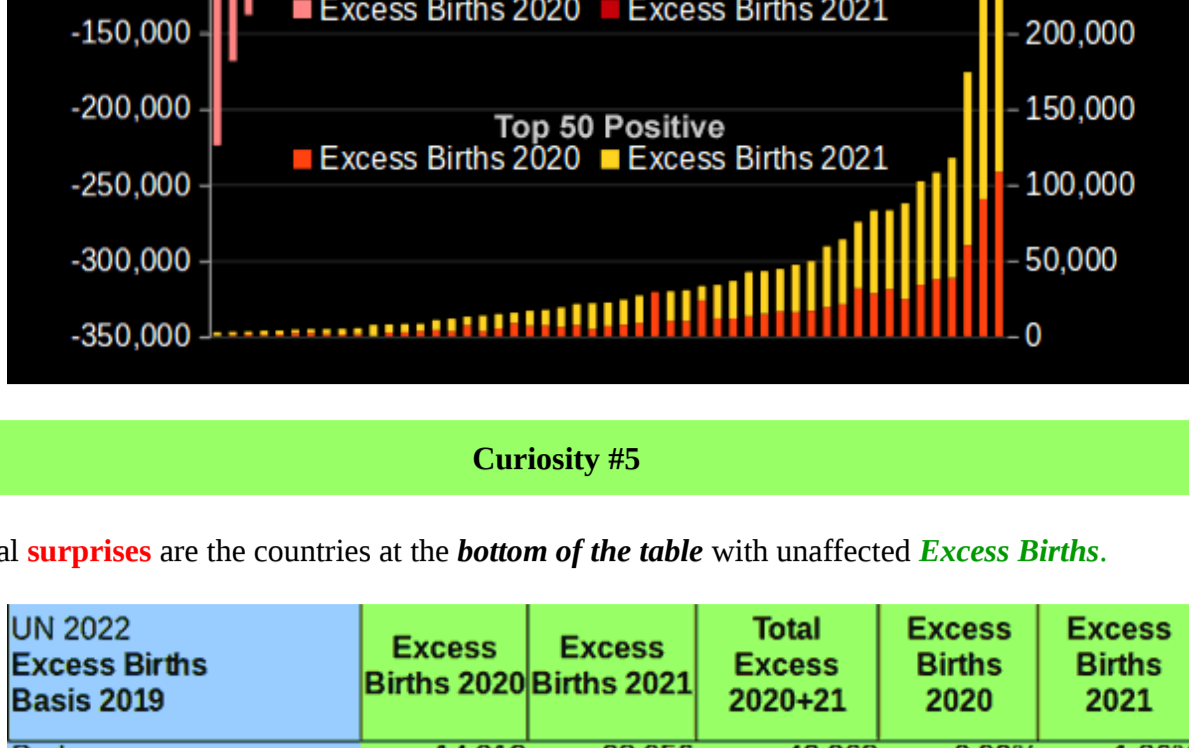 Excess Births 2020 Excess Births 2021
-150,000 200,000
-200,000 150,000
Top 50 Positive
Excess Births 2020 Excess Births 2021
-250,000 100,000
-300,000 50,000
-350,000 0
Curiosity #5
surprises are the countries at the bottom of the table with unaffected Excess Births.
UN 2022
Excess Births
Basis 2019
Excess
Births 2020
Excess
Births 2021
Total
Excess
2020+21
Excess
Births
2020
Excess
Births
2021